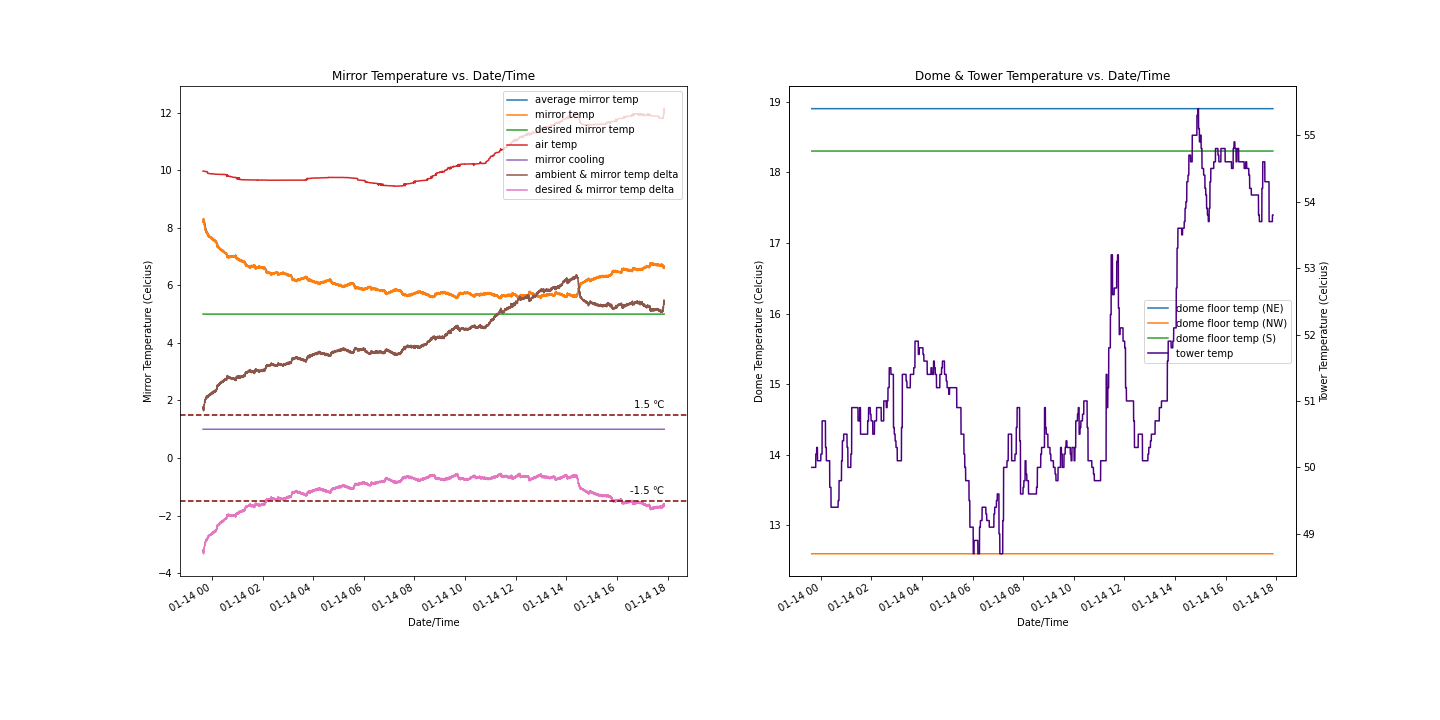 Mirror Temperature vs. Date/Time
average mirror temp
mirror temp
desired mirror temp
air temp
mirror cooling
ambient & mirror temp delta
desired & mirror temp delta
12
10
8
6
4
2
0
−2
−4
Mirror Temperature (Celcius)
1.5 °C
-1.5 °C
01-14 00
01-14 02
01-14 04
01-14 06
01-14 08
01-14 10
01-14 12
01-14 14
01-14 16
01-14 18
Date/Time
Dome & Tower Temperature vs. Date/Time
19
18
17
16
15
14
13
Dome Temperature (Celcius)
dome floor temp (NE)
dome floor temp (NW)
dome floor temp (S)
tower temp
55
54
53
52
51
50
49
Tower Temperature (Celcius)
01-14 00
01-14 02
01-14 04
01-14 06
01-14 08
01-14 10
01-14 12
01-14 14
01-14 16
01-14 18
Date/Time